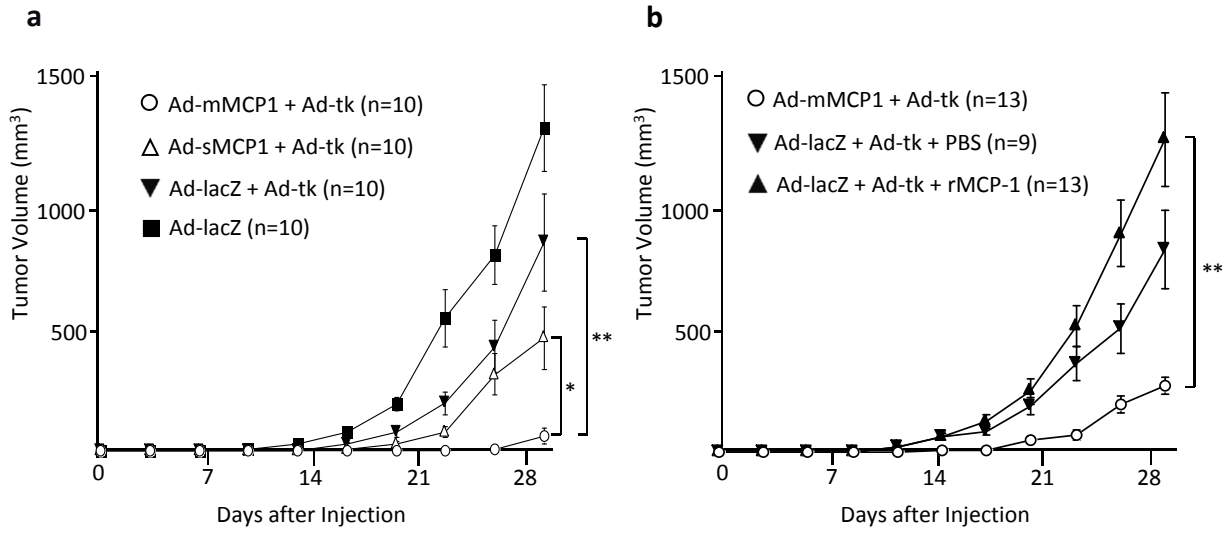 a
Tumor Volume (mm³)
1500
1000
500
Ad-mMCP1 + Ad-tk (n=10)
Ad-sMCP1 + Ad-tk (n=10)
Ad-lacZ + Ad-tk (n=10)
Ad-lacZ (n=10)
*
**
0 7 14 21 28
Days after Injection
b
Tumor Volume (mm³)
1500
1000
500
Ad-mMCP1 + Ad-tk (n=13)
Ad-lacZ + Ad-tk + PBS (n=9)
Ad-lacZ + Ad-tk + rMCP-1 (n=13)
**
0 7 14 21 28
Days after Injection